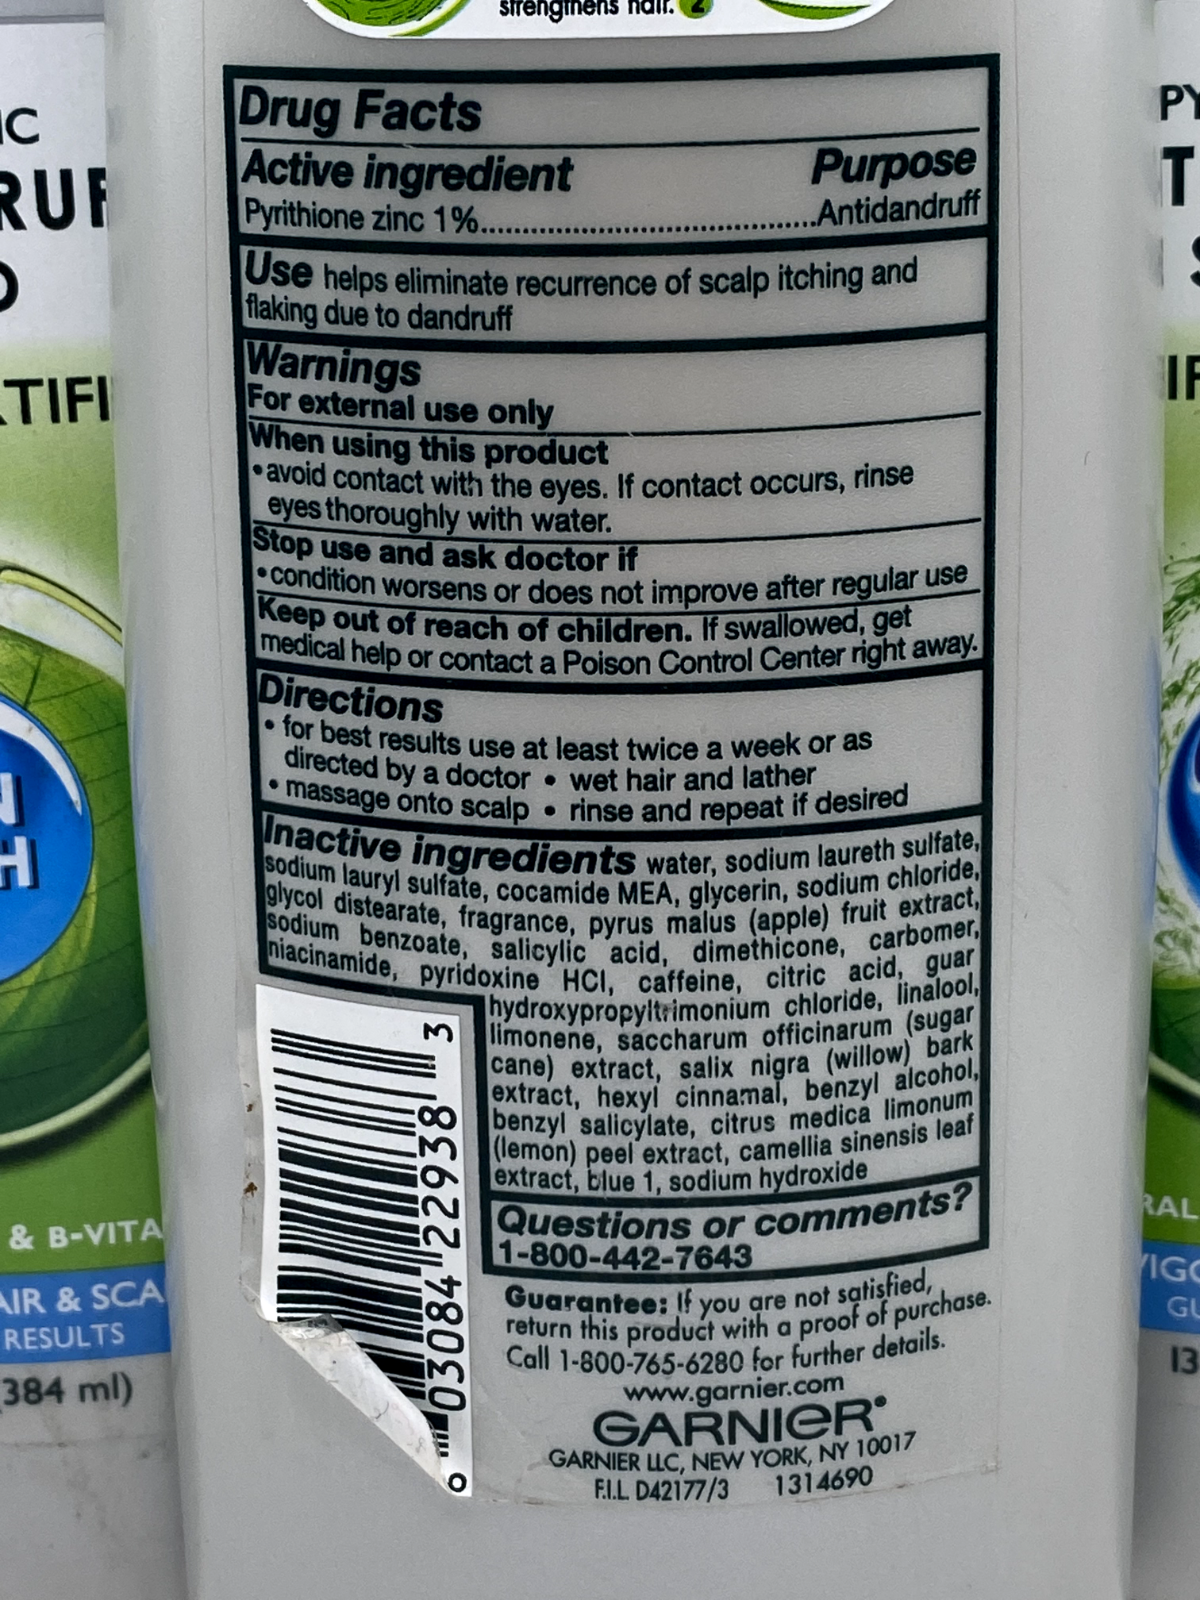 strengthens hair. 2
Drug Facts
Active ingredient Purpose
Pyrithione zinc 1%.......................................Antidandruff
Use helps eliminate recurrence of scalp itching and
flaking due to dandruff
Warnings
For external use only
When using this product
• avoid contact with the eyes. If contact occurs, rinse
eyes thoroughly with water.
Stop use and ask doctor if
• condition worsens or does not improve after regular use
Keep out of reach of children. If swallowed, get
medical help or contact a Poison Control Center right away.
Directions
• for best results use at least twice a week or as
directed by a doctor • wet hair and lather
• massage onto scalp • rinse and repeat if desired
Inactive ingredients water, sodium laureth sulfate,
sodium lauryl sulfate, cocamide MEA, glycerin, sodium chloride,
glycol distearate, fragrance, pyrus malus (apple) fruit extract,
sodium benzoate, salicylic acid, dimethicone, carbomer,
niacinamide, pyridoxine HCl, caffeine, citric acid, guar
hydroxypropyltrimonium chloride, linalool,
limonene, saccharum officinarum (sugar
cane) extract, salix nigra (willow) bark
extract, hexyl cinnamal, benzyl alcohol,
benzyl salicylate, citrus medica limonum
(lemon) peel extract, camellia sinensis leaf
extract, blue 1, sodium hydroxide
Questions or comments?
1-800-442-7643
Guarantee: If you are not satisfied,
return this product with a proof of purchase.
Call 1-800-765-6280 for further details.
www.garnier.com
GARNIER
GARNIER LLC, NEW YORK, NY 10017
F.I.L. D42177/3 1314690
0 03084 22938 3
IC
RUF
TIFI
N
H
& B-VITA
AIR & SCA
RESULTS
(384 ml)
PY
T
S
IF
RAL
VIGO
GL
13